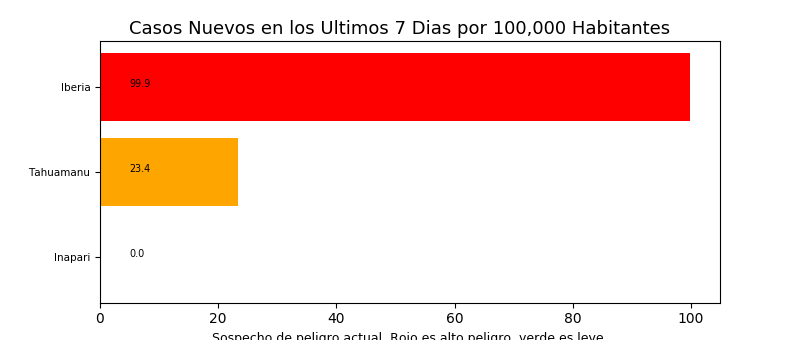 Casos Nuevos en los Ultimos 7 Dias por 100,000 Habitantes
Iberia
99.9
Tahuamanu
23.4
Inapari
0.0
0 20 40 60 80 100
Sospecho de peligro actual. Rojo es alto peligro, verde es leve